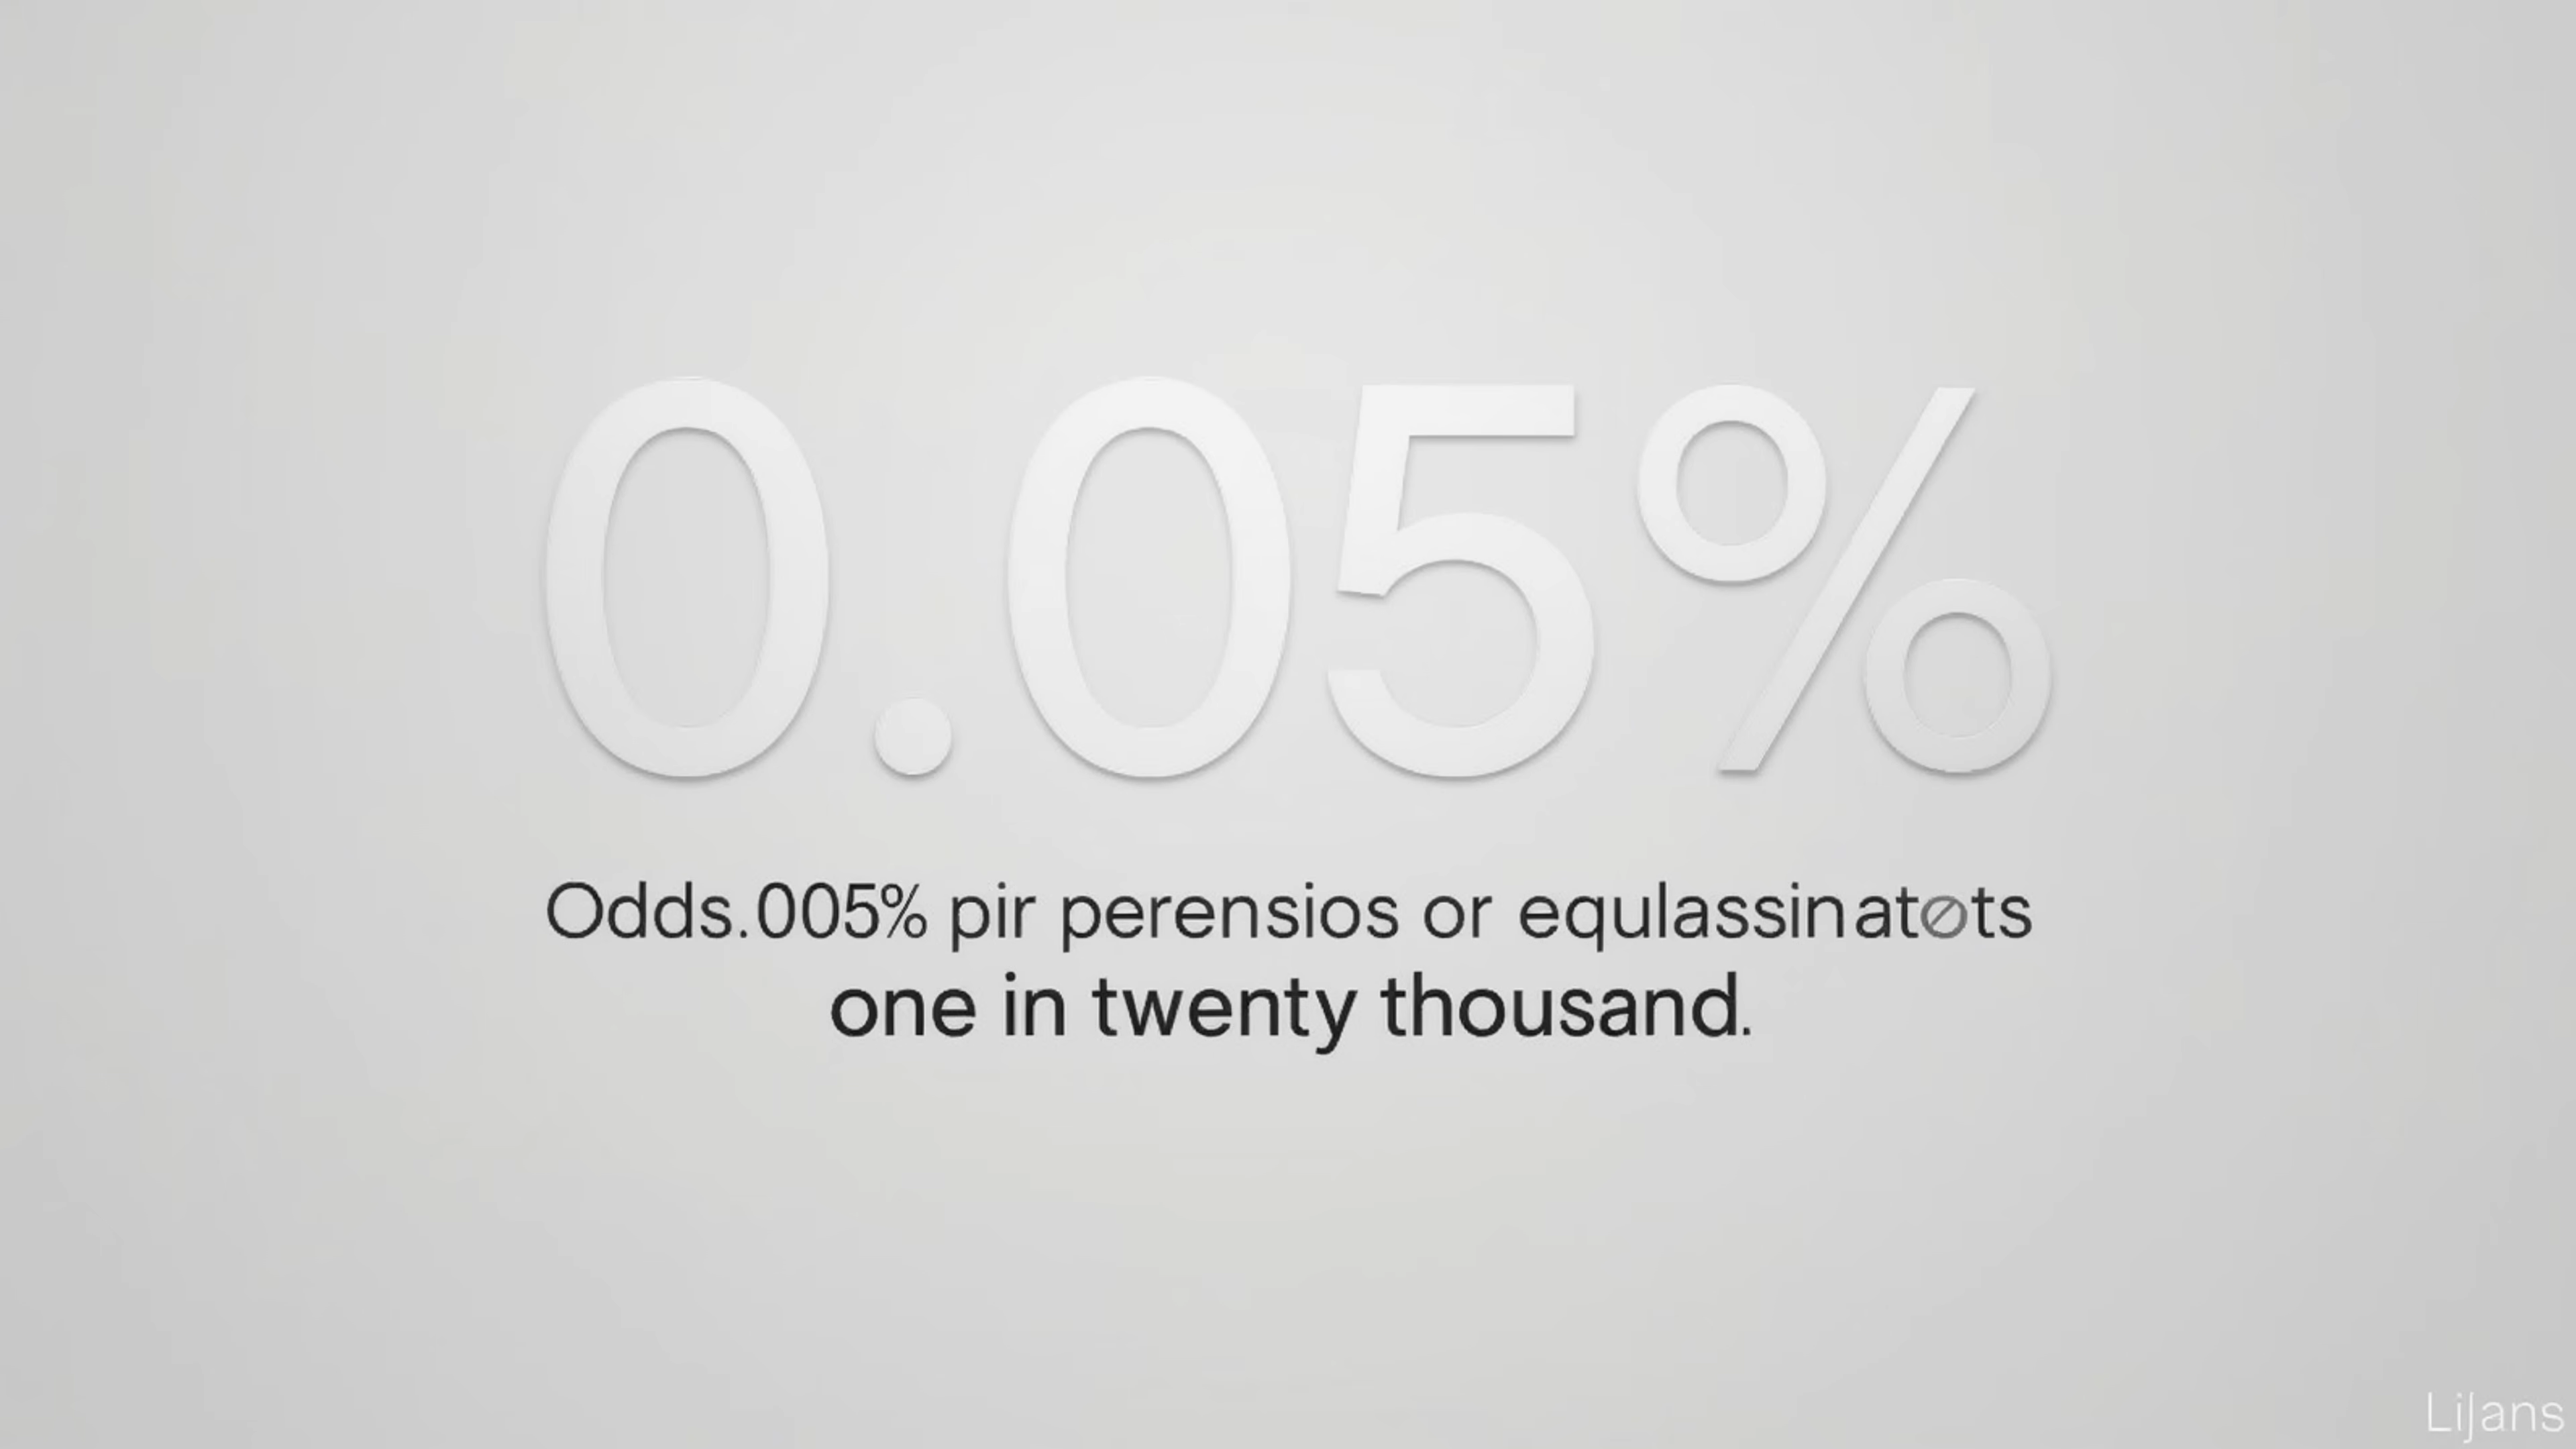 0.05%
Odds.005% pir perensios or equlassinatøts
one in twenty thousand.
LiJans